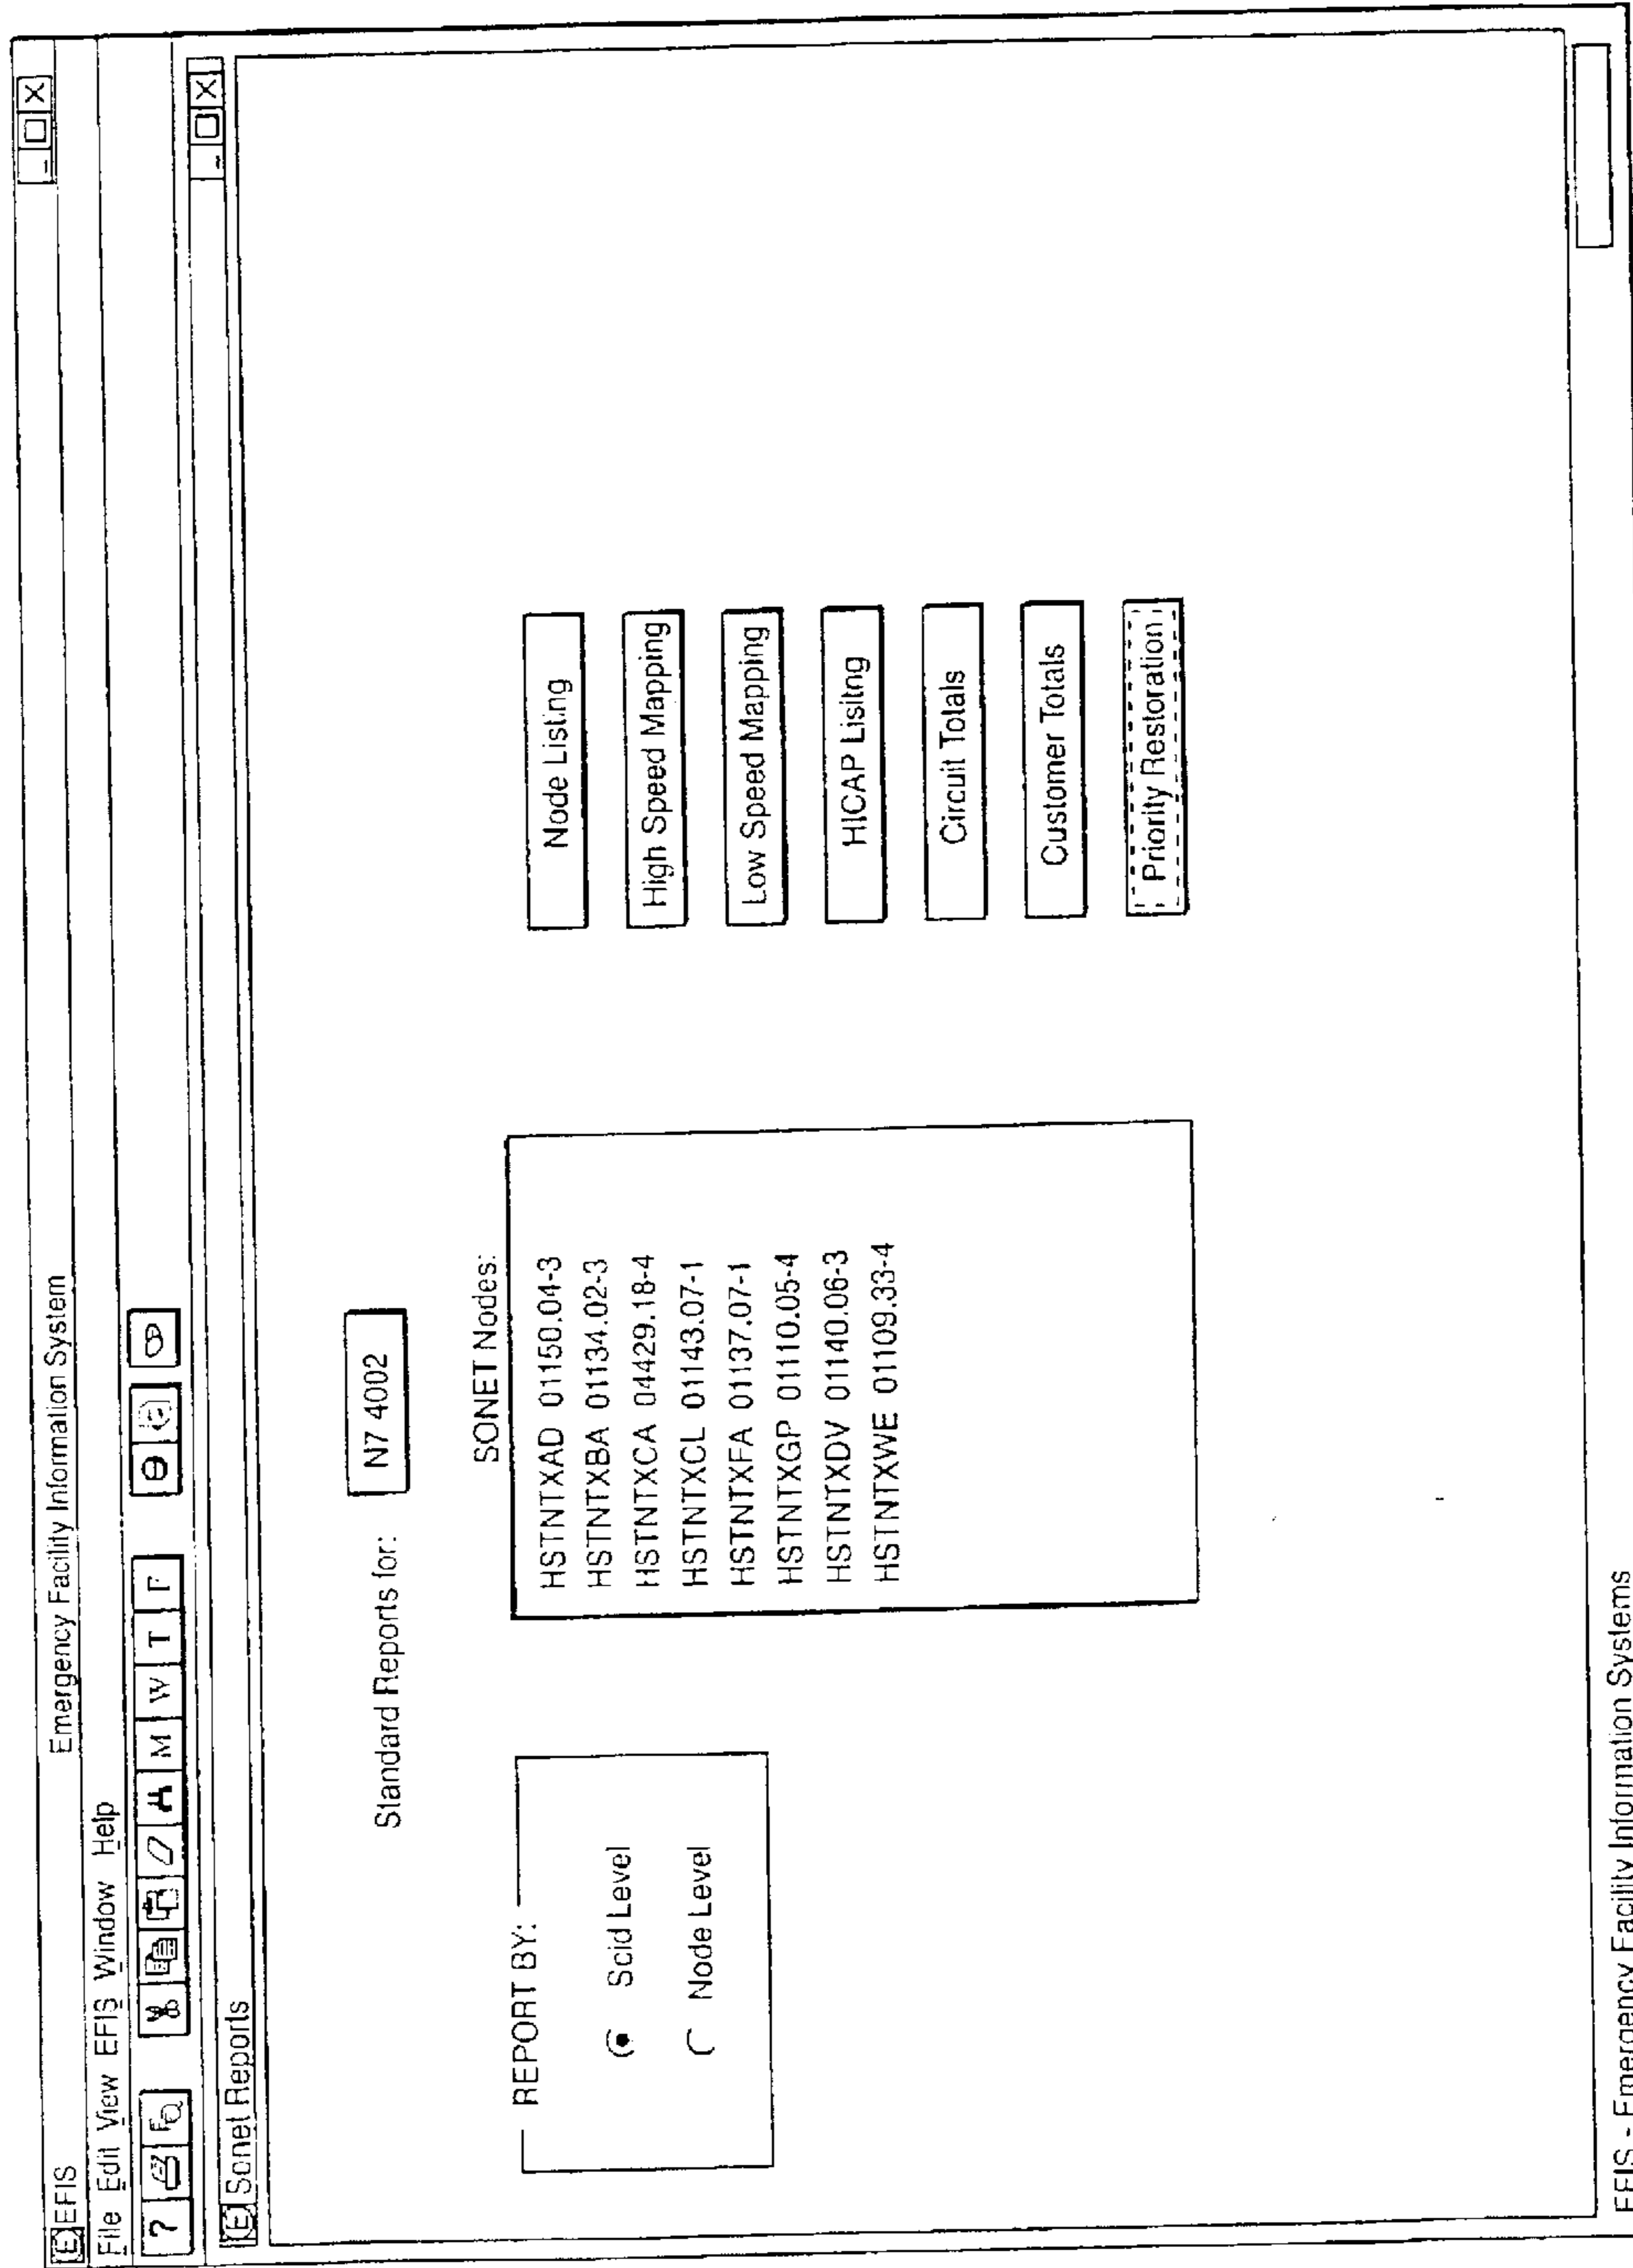 EFIS
Emergency Facility Information System
File Edit View EFIS Window Help
? M W T F
Sonet Reports
Standard Reports for: N7 4002
REPORT BY:
Scid Level
Node Level
SONET Nodes:
HSTNTXAD 01150.04-3
HSTNTXBA 01134.02-3
HSTNTXCA 04429.18-4
HSTNTXCL 01143.07-1
HSTNTXFA 01137.07-1
HSTNTXGP 01110.05-4
HSTNTXDV 01140.06-3
HSTNTXWE 01109.33-4
Node Listing
High Speed Mapping
Low Speed Mapping
HICAP Lisitng
Circuit Totals
Customer Totals
Priority Restoration
EFIS - Emergency Facility Information Systems